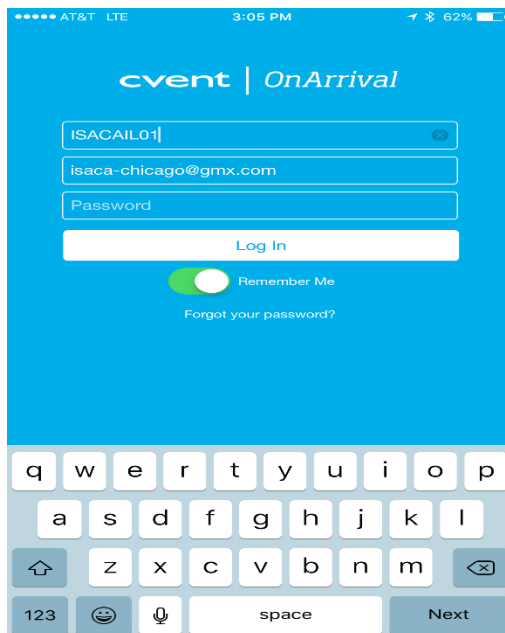 AT&T LTE 3:05 PM 62%
cvent | OnArrival
ISACAIL01
isaca-chicago@gmx.com
Password
Log In
Remember Me
Forgot your password?
q w e r t y u i o p
a s d f g h j k l
z x c v b n m
123 space Next